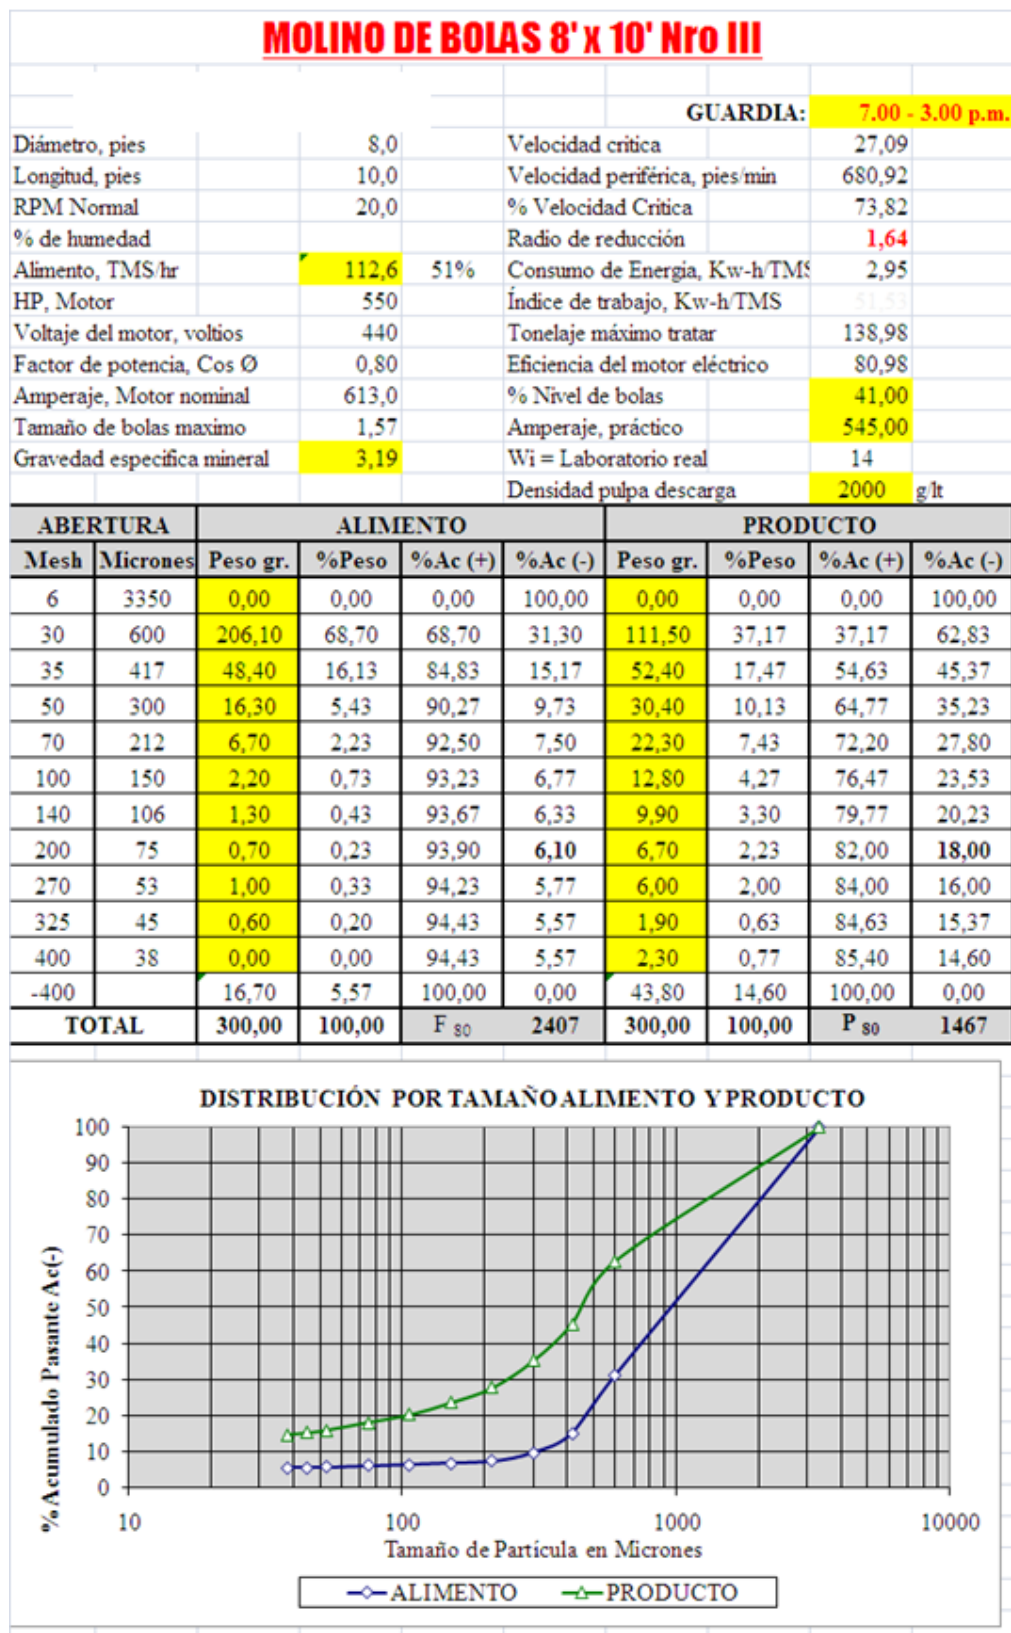 MOLINO DE BOLAS 8' x 10' Nro III
GUARDIA: 7.00 - 3.00 p.m.
Diámetro, pies 8,0 Velocidad critica 27,09
Longitud, pies 10,0 Velocidad periférica, pies/min 680,92
RPM Normal 20,0 % Velocidad Critica 73,82
% de humedad Radio de reducción 1,64
Alimento, TMS/hr 112,6 51% Consumo de Energia, Kw-h/TMS 2,95
HP, Motor 550 Índice de trabajo, Kw-h/TMS 51,53
Voltaje del motor, voltios 440 Tonelaje máximo tratar 138,98
Factor de potencia, Cos Ø 0,80 Eficiencia del motor eléctrico 80,98
Amperaje, Motor nominal 613,0 % Nivel de bolas 41,00
Tamaño de bolas maximo 1,57 Amperaje, práctico 545,00
Gravedad especifica mineral 3,19 Wi = Laboratorio real 14
Densidad pulpa descarga 2000 g/lt
ABERTURA ALIMENTO PRODUCTO
Mesh Micrones Peso gr. %Peso %Ac (+) %Ac (-) Peso gr. %Peso %Ac (+) %Ac (-)
6 3350 0,00 0,00 0,00 100,00 0,00 0,00 0,00 100,00
30 600 206,10 68,70 68,70 31,30 111,50 37,17 37,17 62,83
35 417 48,40 16,13 84,83 15,17 52,40 17,47 54,63 45,37
50 300 16,30 5,43 90,27 9,73 30,40 10,13 64,77 35,23
70 212 6,70 2,23 92,50 7,50 22,30 7,43 72,20 27,80
100 150 2,20 0,73 93,23 6,77 12,80 4,27 76,47 23,53
140 106 1,30 0,43 93,67 6,33 9,90 3,30 79,77 20,23
200 75 0,70 0,23 93,90 6,10 6,70 2,23 82,00 18,00
270 53 1,00 0,33 94,23 5,77 6,00 2,00 84,00 16,00
325 45 0,60 0,20 94,43 5,57 1,90 0,63 84,63 15,37
400 38 0,00 0,00 94,43 5,57 2,30 0,77 85,40 14,60
-400 16,70 5,57 100,00 0,00 43,80 14,60 100,00 0,00
TOTAL 300,00 100,00 F 80 2407 300,00 100,00 P 80 1467
DISTRIBUCIÓN POR TAMAÑO ALIMENTO Y PRODUCTO
% Acumulado Pasante Ac(-)
100
90
80
70
60
50
40
30
20
10
0
10 100 1000 10000
Tamaño de Particula en Micrones
ALIMENTO PRODUCTO